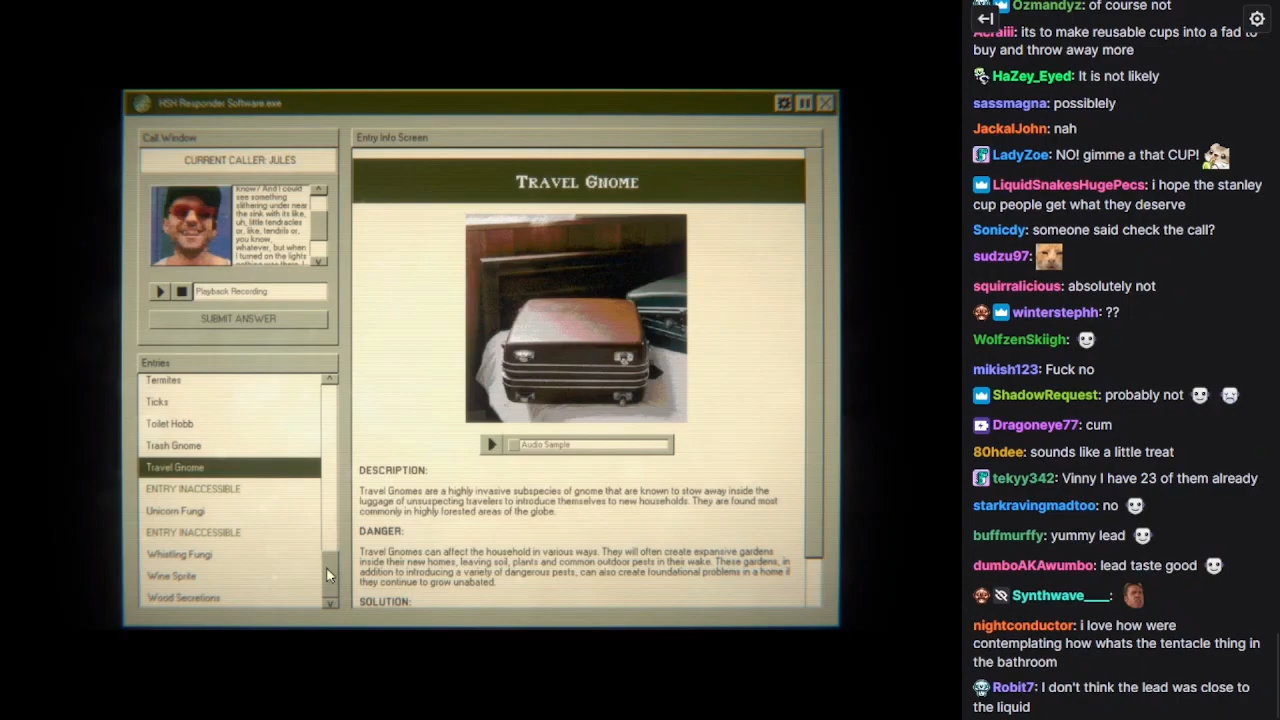 HSH Responder Software.exe
Call Window
CURRENT CALLER: JULES
know? And I could
see something
slithering under near
the sink with its like,
uh, little tendracles
or, like, tendrils or,
you know,
whatever, but when
I turned on the lights
nothing was there. I
Playback Recording
SUBMIT ANSWER
Entries
Termites
Ticks
Toilet Hobb
Trash Gnome
Travel Gnome
ENTRY INACCESSIBLE
Unicorn Fungi
ENTRY INACCESSIBLE
Whistling Fungi
Wine Sprite
Wood Secretions
Entry Info Screen
TRAVEL GNOME
Audio Sample
DESCRIPTION:
Travel Gnomes are a highly invasive subspecies of gnome that are known to stow away inside the
luggage of unsuspecting travelers to introduce themselves to new households. They are found most
commonly in highly forested areas of the globe.
DANGER:
Travel Gnomes can affect the household in various ways. They will often create expansive gardens
inside their new homes, leaving soil, plants and common outdoor pests in their wake. These gardens, in
addition to introducing a variety of dangerous pests, can also create foundational problems in a home if
they continue to grow unabated.
SOLUTION:
Ozmandyz: of course not
Acraiii: its to make reusable cups into a fad to
buy and throw away more
HaZey_Eyed: It is not likely
sassmagna: possibly
JackalJohn: nah
LadyZoe: NO! gimme a that CUP!
LiquidSnakesHugePecs: i hope the stanley
cup people get what they deserve
Sonicdy: someone said check the call?
sudzu97:
squirralicious: absolutely not
winterstephh: ??
WolfzenSkiigh:
mikish123: Fuck no
ShadowRequest: probably not
Dragoneye77: cum
80hdee: sounds like a little treat
tekyy342: Vinny I have 23 of them already
starkravingmadtoo: no
buffmurffy: yummy lead
dumboAKAwumbo: lead taste good
Synthwave____:
nightconductor: i love how were
contemplating how whats the tentacle thing in
the bathroom
Robit7: I don't think the lead was close to
the liquid